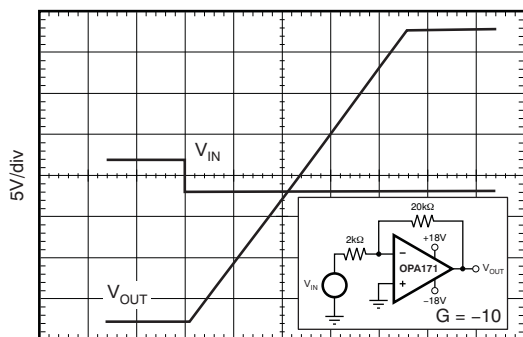 5V/div
V_IN
V_OUT
20kΩ
2kΩ
+18V
−
OPA171
+
V_IN
V_OUT
−18V
G = −10